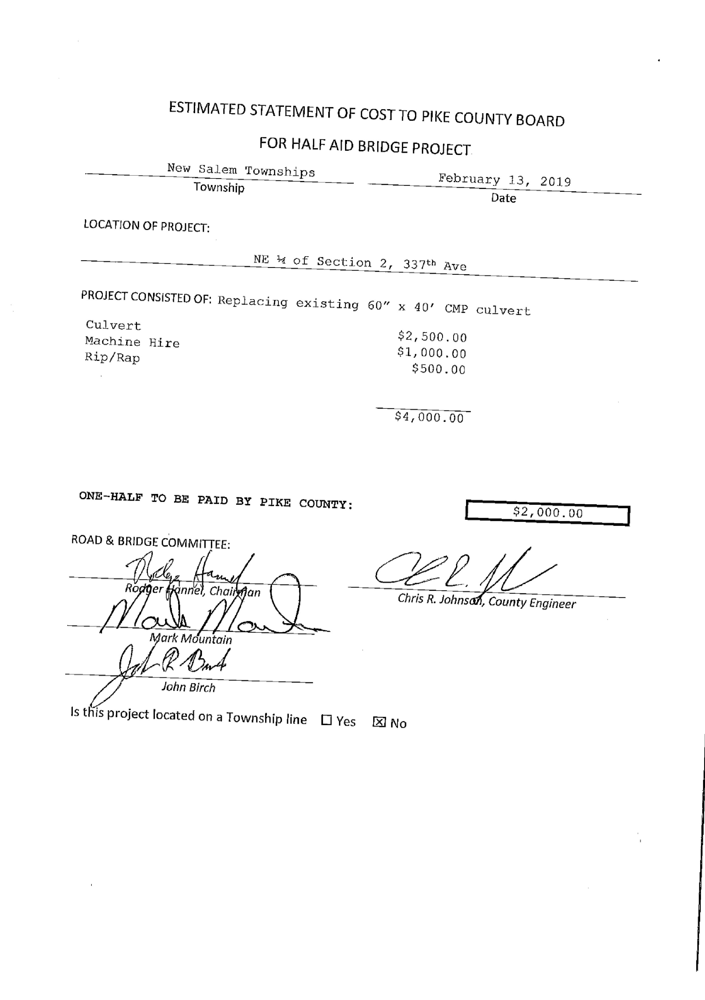 ESTIMATED STATEMENT OF COST TO PIKE COUNTY BOARD
FOR HALF AID BRIDGE PROJECT
New Salem Townships
February 13, 2019
Township
Date
LOCATION OF PROJECT:
NE ¼ of Section 2, 337th Ave
PROJECT CONSISTED OF: Replacing existing 60" x 40' CMP culvert
Culvert $2,500.00
Machine Hire $1,000.00
Rip/Rap $500.00
$4,000.00
ONE-HALF TO BE PAID BY PIKE COUNTY: $2,000.00
ROAD & BRIDGE COMMITTEE:
Rodger Hannel, Chairman
Chris R. Johnson, County Engineer
Mark Mountain
John Birch
Is this project located on a Township line ☐ Yes ☒ No